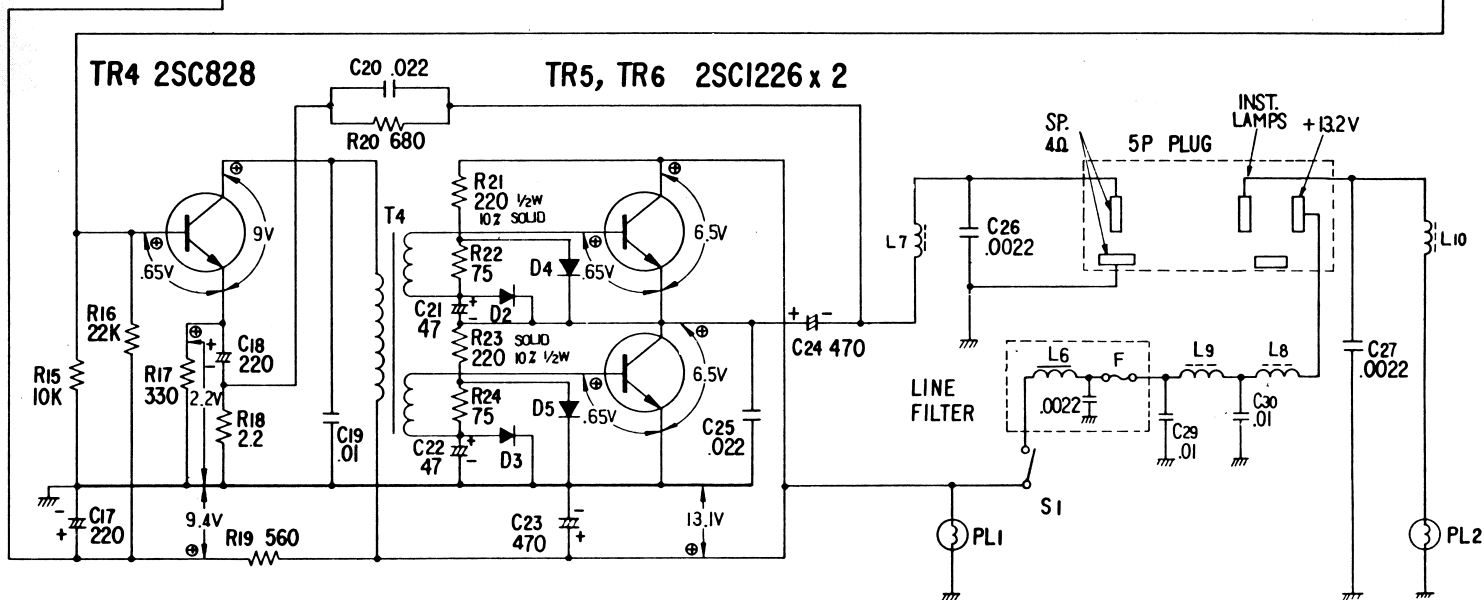 TR4 2SC828
C20 .022
R20 680
TR5, TR6 2SC1226 x 2
SP.
4Ω
5P PLUG
INST.
LAMPS
+13.2V
R21
220 ½W
10% SOLID
T4
9V
.65V
R22
75
D4
.65V
6.5V
C21
47
+
-
D2
R23 SOLID
220 10% ½W
R24
75
D5
.65V
6.5V
C22
47
+
-
D3
R16
22K
R15
10K
R17
330
2.2V
C18
220
+
-
R18
2.2
C19
.01
C25
.022
+ -
C24 470
L7
C26
.0022
L10
LINE
FILTER
L6
F
.0022
L9
L8
C29
.01
C30
.01
C27
.0022
S1
-
+
C17
220
9.4V
R19 560
C23
470
-
+
13.1V
PL1
PL2